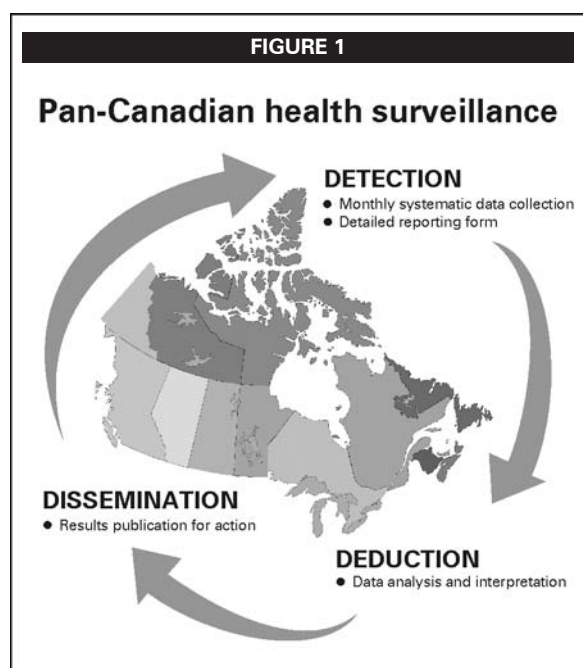 FIGURE 1
Pan-Canadian health surveillance
DETECTION
● Monthly systematic data collection
● Detailed reporting form
DISSEMINATION
● Results publication for action
DEDUCTION
● Data analysis and interpretation